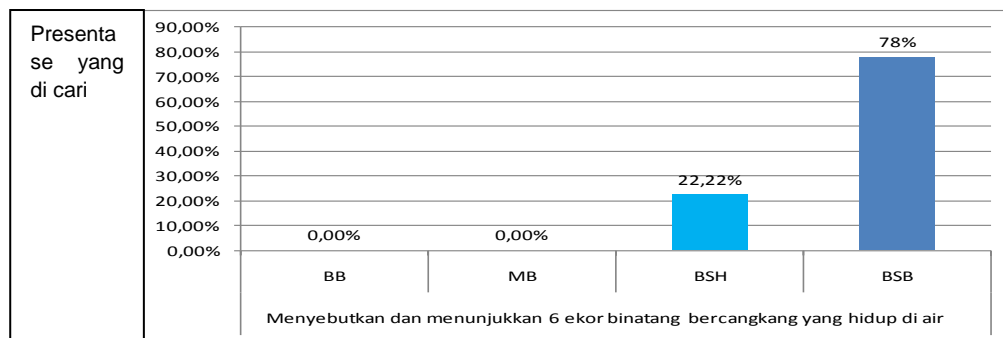 Presenta
se yang
di cari
90,00%
80,00%
70,00%
60,00%
50,00%
40,00%
30,00%
20,00%
10,00%
0,00%
0,00%
0,00%
22,22%
78%
BB
MB
BSH
BSB
Menyebutkan dan menunjukkan 6 ekor binatang bercangkang yang hidup di air